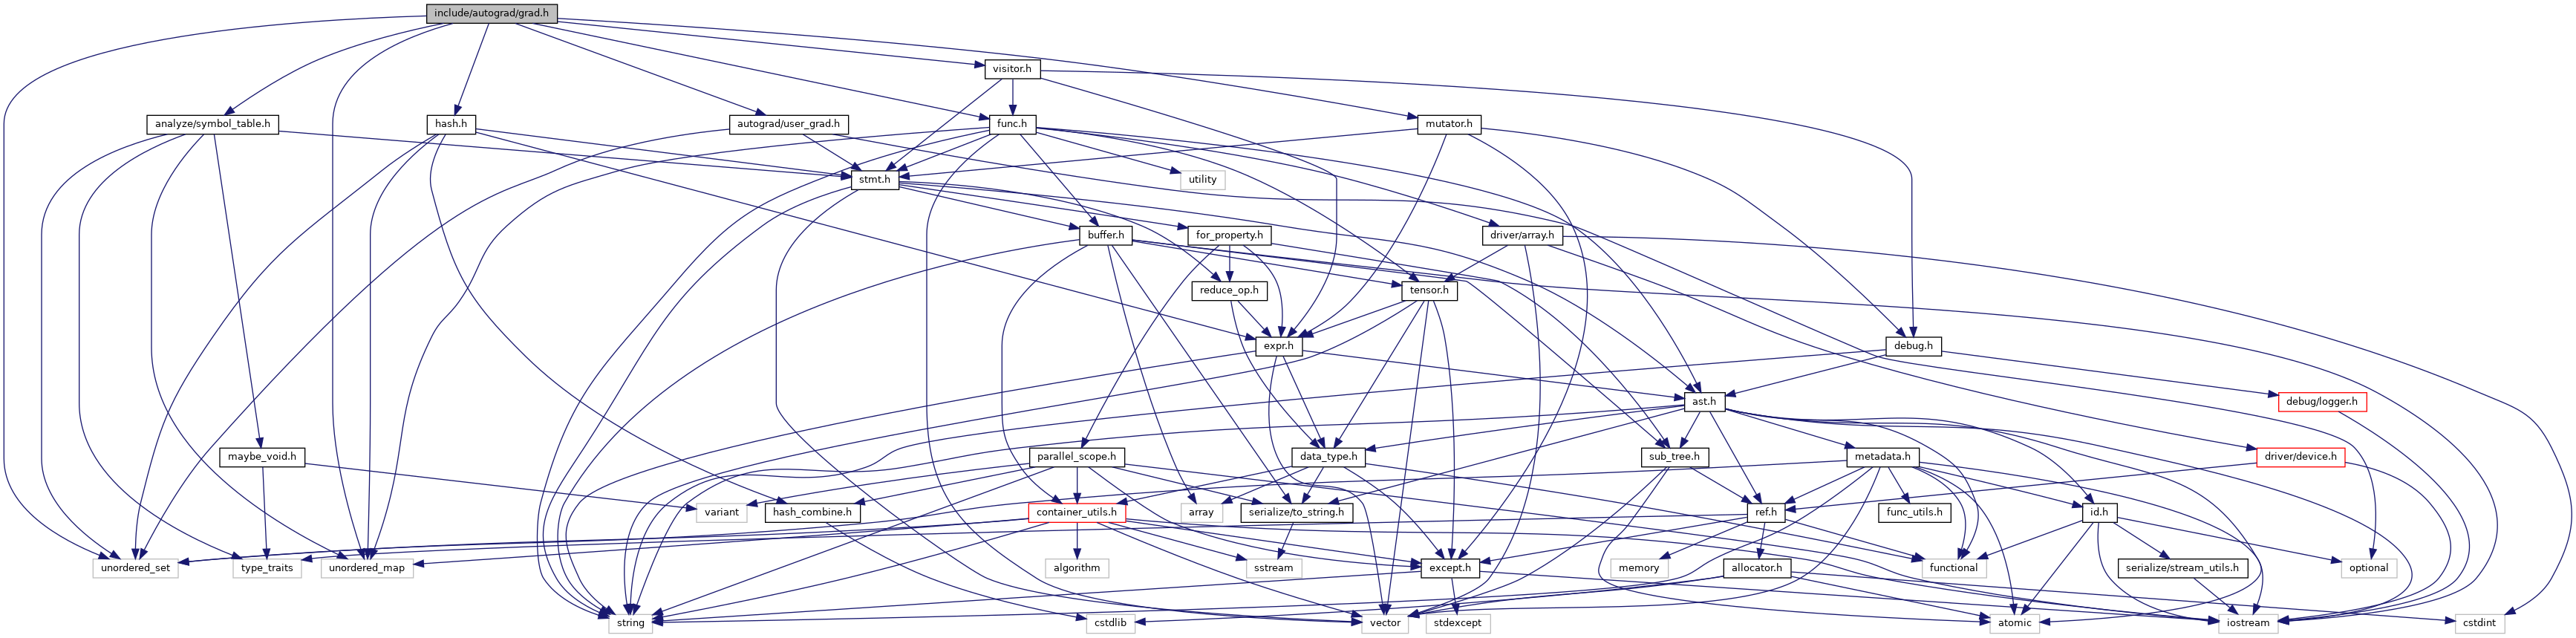 include/autograd/grad.h
visitor.h
analyze/symbol_table.h
hash.h
autograd/user_grad.h
func.h
mutator.h
stmt.h
utility
buffer.h
for_property.h
driver/array.h
reduce_op.h
tensor.h
expr.h
debug.h
ast.h
debug/logger.h
maybe_void.h
parallel_scope.h
data_type.h
sub_tree.h
metadata.h
driver/device.h
variant
hash_combine.h
container_utils.h
array
serialize/to_string.h
ref.h
func_utils.h
id.h
unordered_set
type_traits
unordered_map
algorithm
sstream
except.h
memory
allocator.h
functional
serialize/stream_utils.h
optional
string
cstdlib
vector
stdexcept
atomic
iostream
cstdint